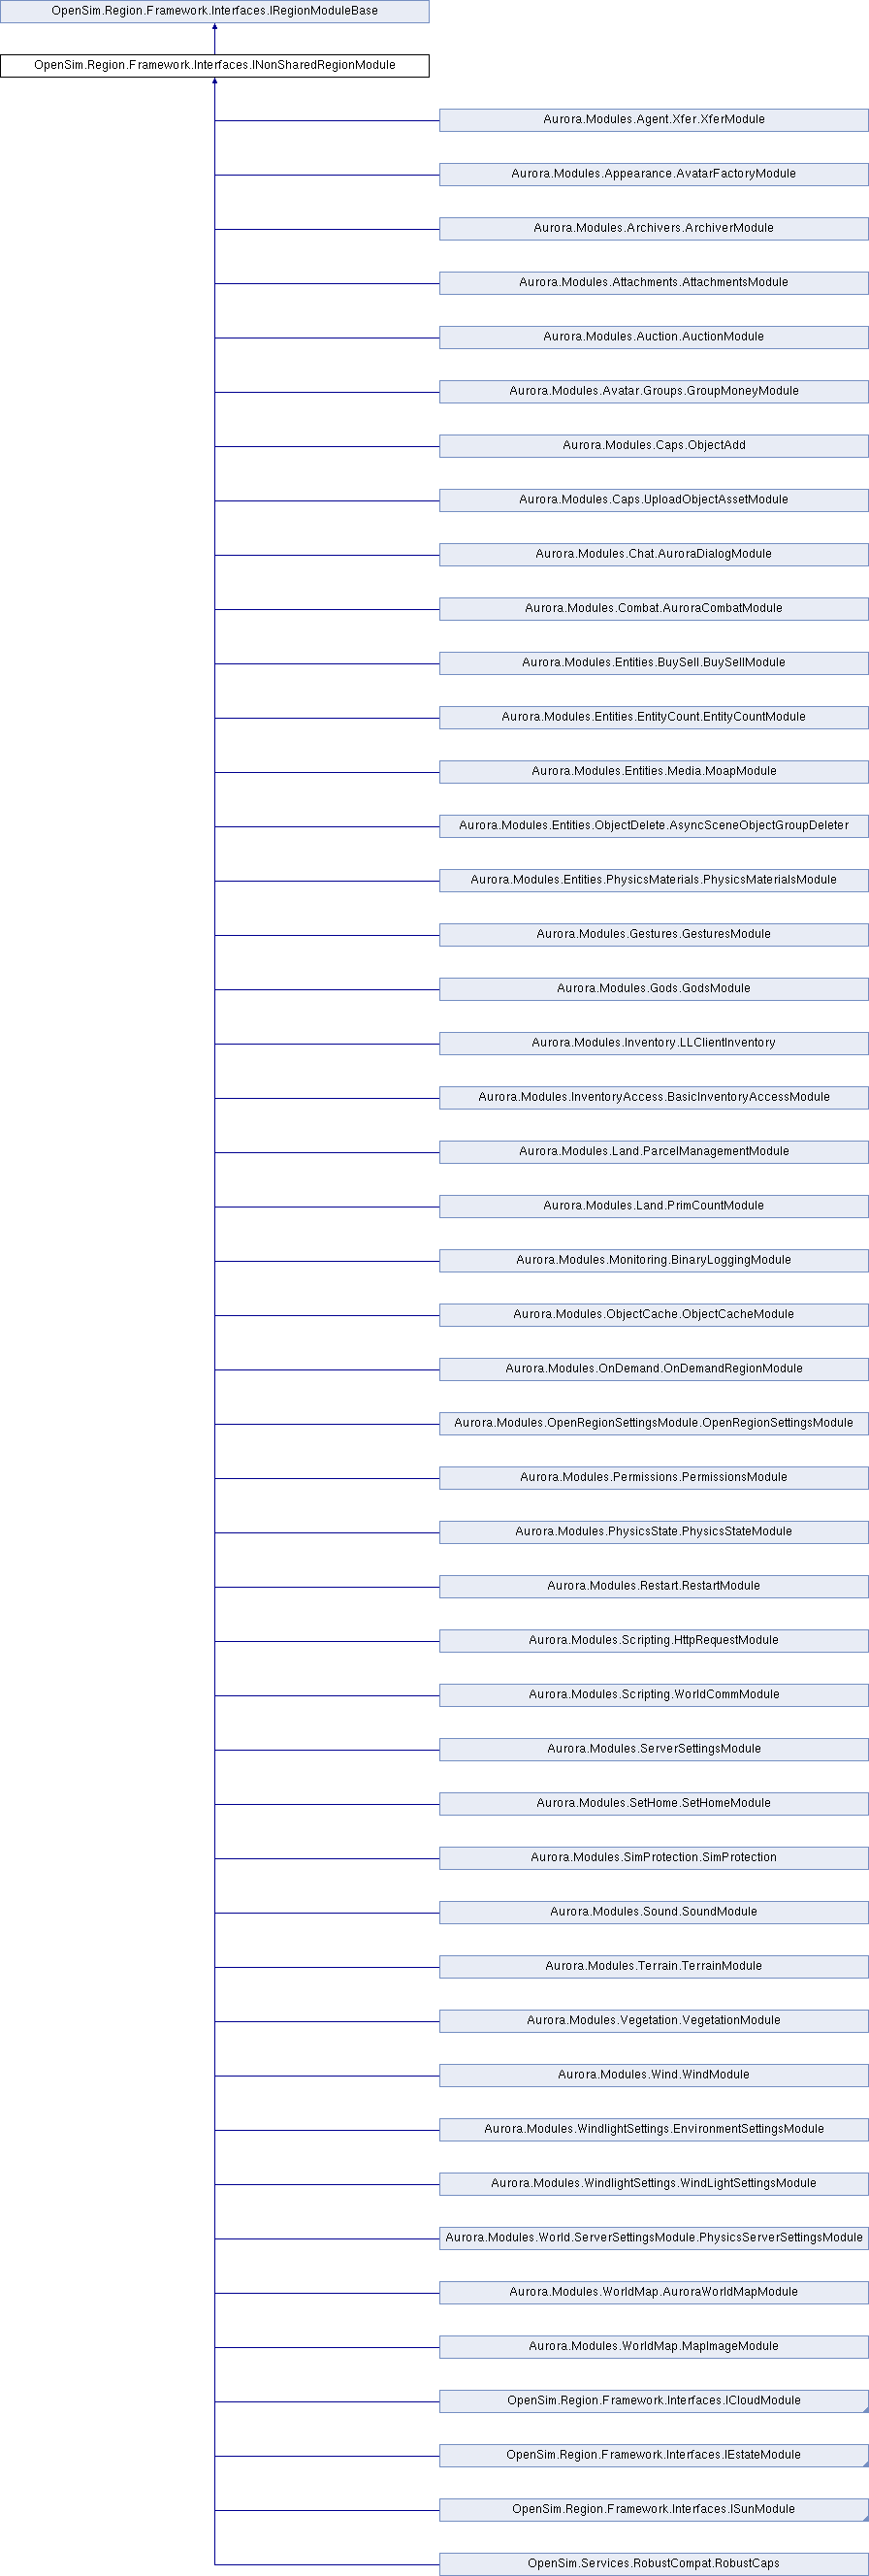 OpenSim.Region.Framework.Interfaces.IRegionModuleBase
OpenSim.Region.Framework.Interfaces.INonSharedRegionModule
Aurora.Modules.Agent.Xfer.XferModule
Aurora.Modules.Appearance.AvatarFactoryModule
Aurora.Modules.Archivers.ArchiverModule
Aurora.Modules.Attachments.AttachmentsModule
Aurora.Modules.Auction.AuctionModule
Aurora.Modules.Avatar.Groups.GroupMoneyModule
Aurora.Modules.Caps.ObjectAdd
Aurora.Modules.Caps.UploadObjectAssetModule
Aurora.Modules.Chat.AuroraDialogModule
Aurora.Modules.Combat.AuroraCombatModule
Aurora.Modules.Entities.BuySell.BuySellModule
Aurora.Modules.Entities.EntityCount.EntityCountModule
Aurora.Modules.Entities.Media.MoapModule
Aurora.Modules.Entities.ObjectDelete.AsyncSceneObjectGroupDeleter
Aurora.Modules.Entities.PhysicsMaterials.PhysicsMaterialsModule
Aurora.Modules.Gestures.GesturesModule
Aurora.Modules.Gods.GodsModule
Aurora.Modules.Inventory.LLClientInventory
Aurora.Modules.InventoryAccess.BasicInventoryAccessModule
Aurora.Modules.Land.ParcelManagementModule
Aurora.Modules.Land.PrimCountModule
Aurora.Modules.Monitoring.BinaryLoggingModule
Aurora.Modules.ObjectCache.ObjectCacheModule
Aurora.Modules.OnDemand.OnDemandRegionModule
Aurora.Modules.OpenRegionSettingsModule.OpenRegionSettingsModule
Aurora.Modules.Permissions.PermissionsModule
Aurora.Modules.PhysicsState.PhysicsStateModule
Aurora.Modules.Restart.RestartModule
Aurora.Modules.Scripting.HttpRequestModule
Aurora.Modules.Scripting.WorldCommModule
Aurora.Modules.ServerSettingsModule
Aurora.Modules.SetHome.SetHomeModule
Aurora.Modules.SimProtection.SimProtection
Aurora.Modules.Sound.SoundModule
Aurora.Modules.Terrain.TerrainModule
Aurora.Modules.Vegetation.VegetationModule
Aurora.Modules.Wind.WindModule
Aurora.Modules.WindlightSettings.EnvironmentSettingsModule
Aurora.Modules.WindlightSettings.WindLightSettingsModule
Aurora.Modules.World.ServerSettingsModule.PhysicsServerSettingsModule
Aurora.Modules.WorldMap.AuroraWorldMapModule
Aurora.Modules.WorldMap.MapImageModule
OpenSim.Region.Framework.Interfaces.ICloudModule
OpenSim.Region.Framework.Interfaces.IEstateModule
OpenSim.Region.Framework.Interfaces.ISunModule
OpenSim.Services.RobustCompat.RobustCaps